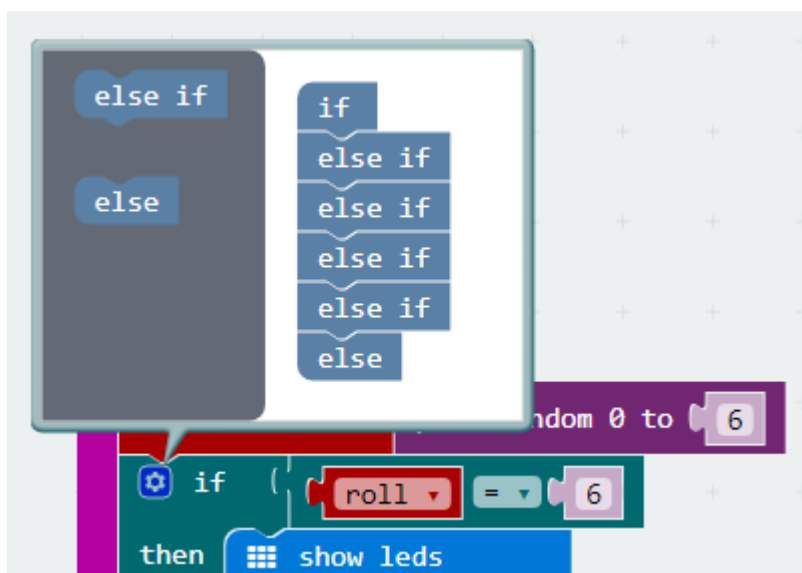 else if
else
if
else if
else if
else if
else if
else
ndom 0 to 6
if roll = 6
then show leds